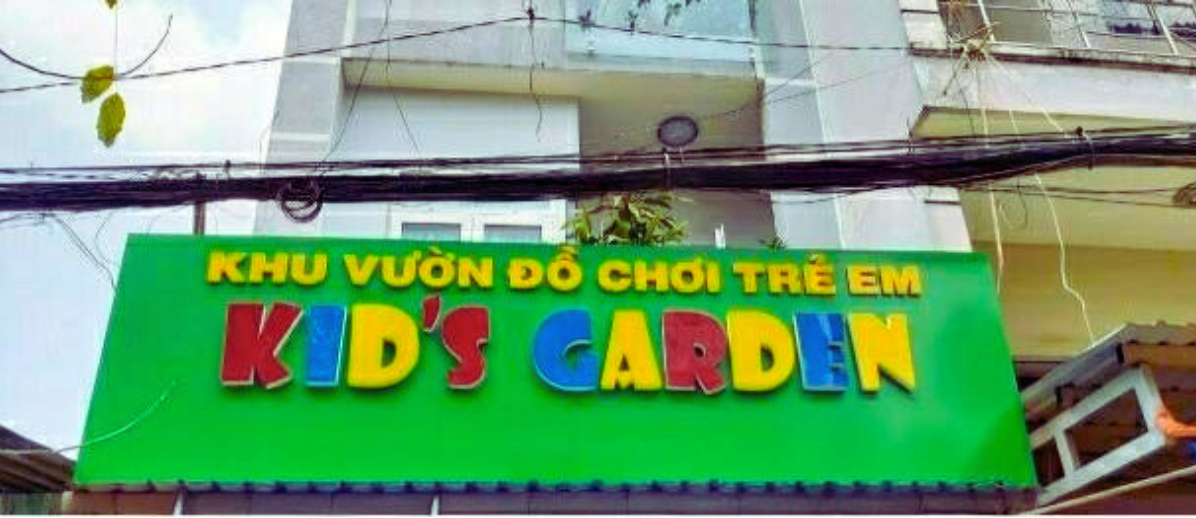 KHU VƯỜN ĐỒ CHƠI TRẺ EM
KID'S GARDEN